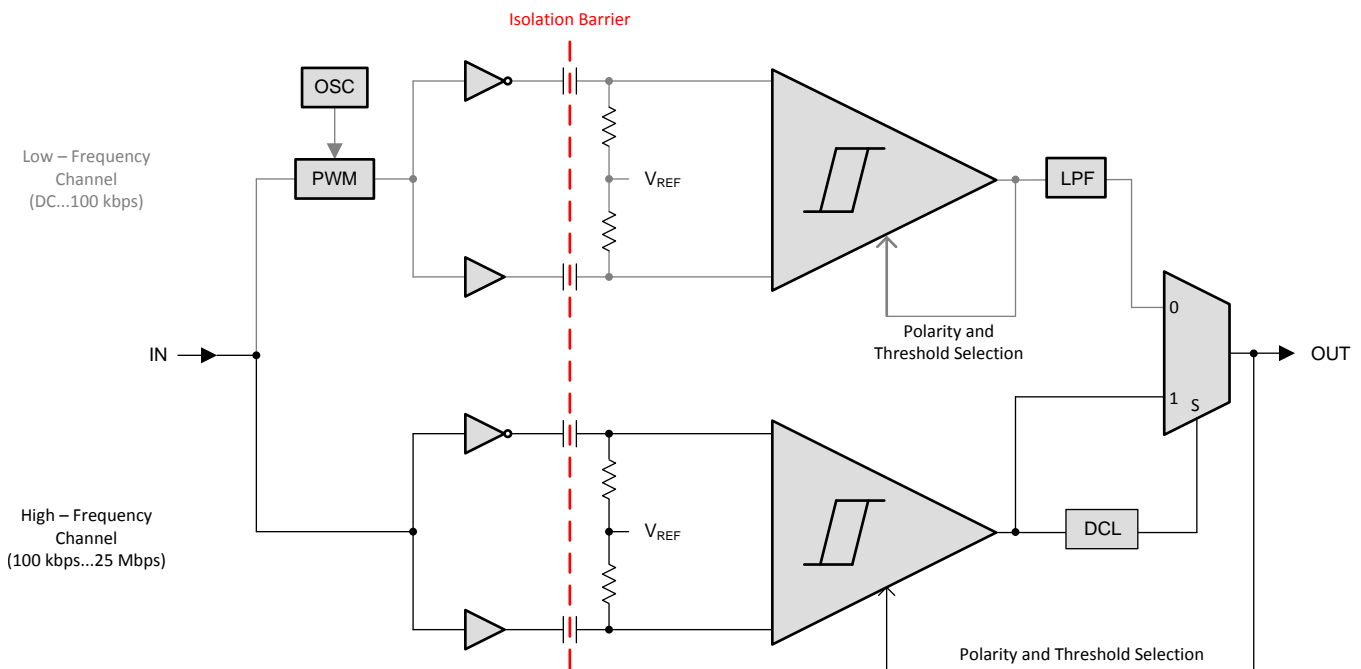 Isolation Barrier
OSC
Low – Frequency
Channel
(DC...100 kbps)
PWM
VREF
LPF
0
Polarity and
Threshold Selection
IN
OUT
1
S
High – Frequency
Channel
(100 kbps...25 Mbps)
VREF
DCL
Polarity and Threshold Selection